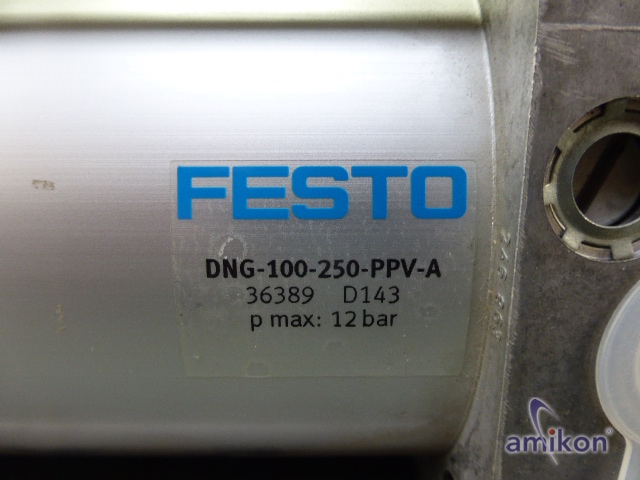 FESTO
DNG-100-250-PPV-A
36389 D143
p max: 12 bar
amikon